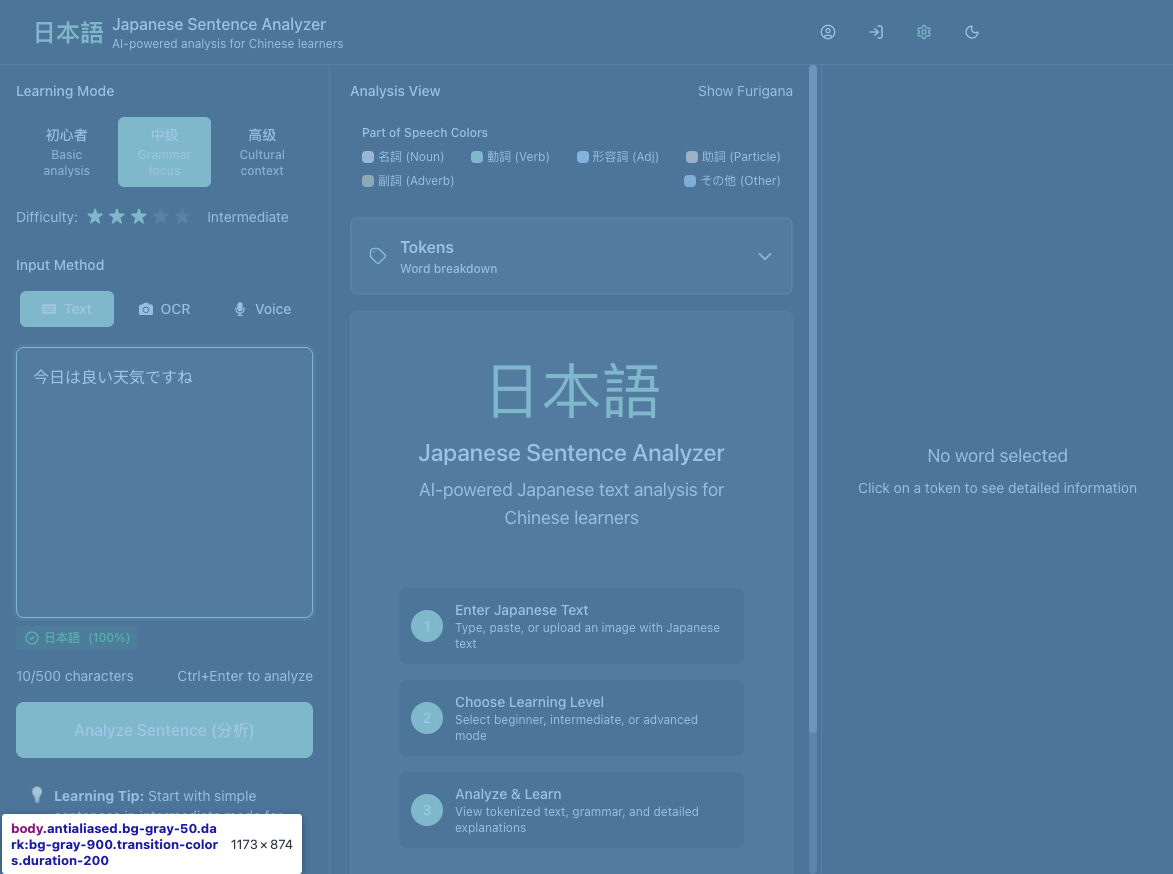 日本語
Japanese Sentence Analyzer
AI-powered analysis for Chinese learners
Learning Mode
初心者
Basic
analysis
中级
Grammar
focus
高级
Cultural
context
Difficulty:
Intermediate
Input Method
Text
OCR
Voice
今日は良い天気ですね
日本語 (100%)
10/500 characters
Ctrl+Enter to analyze
Analyze Sentence (分析)
Learning Tip: Start with simple
sentences in intermediate mode for
body.antialiased.bg-gray-50.da
rk:bg-gray-900.transition-color
s.duration-200
1173×874
Analysis View
Show Furigana
Part of Speech Colors
名詞 (Noun)
動詞 (Verb)
形容詞 (Adj)
助詞 (Particle)
副詞 (Adverb)
その他 (Other)
Tokens
Word breakdown
日本語
Japanese Sentence Analyzer
AI-powered Japanese text analysis for
Chinese learners
1
Enter Japanese Text
Type, paste, or upload an image with Japanese
text
2
Choose Learning Level
Select beginner, intermediate, or advanced
mode
3
Analyze & Learn
View tokenized text, grammar, and detailed
explanations
No word selected
Click on a token to see detailed information